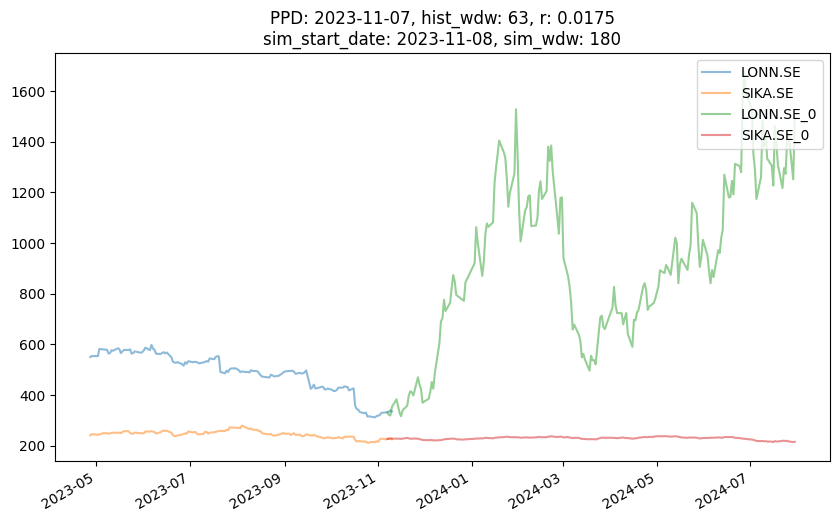 PPD: 2023-11-07, hist_wdw: 63, r: 0.0175
sim_start_date: 2023-11-08, sim_wdw: 180
LONN.SE
SIKA.SE
LONN.SE_0
SIKA.SE_0
1600
1400
1200
1000
800
600
400
200
2023-05
2023-07
2023-09
2023-11
2024-01
2024-03
2024-05
2024-07